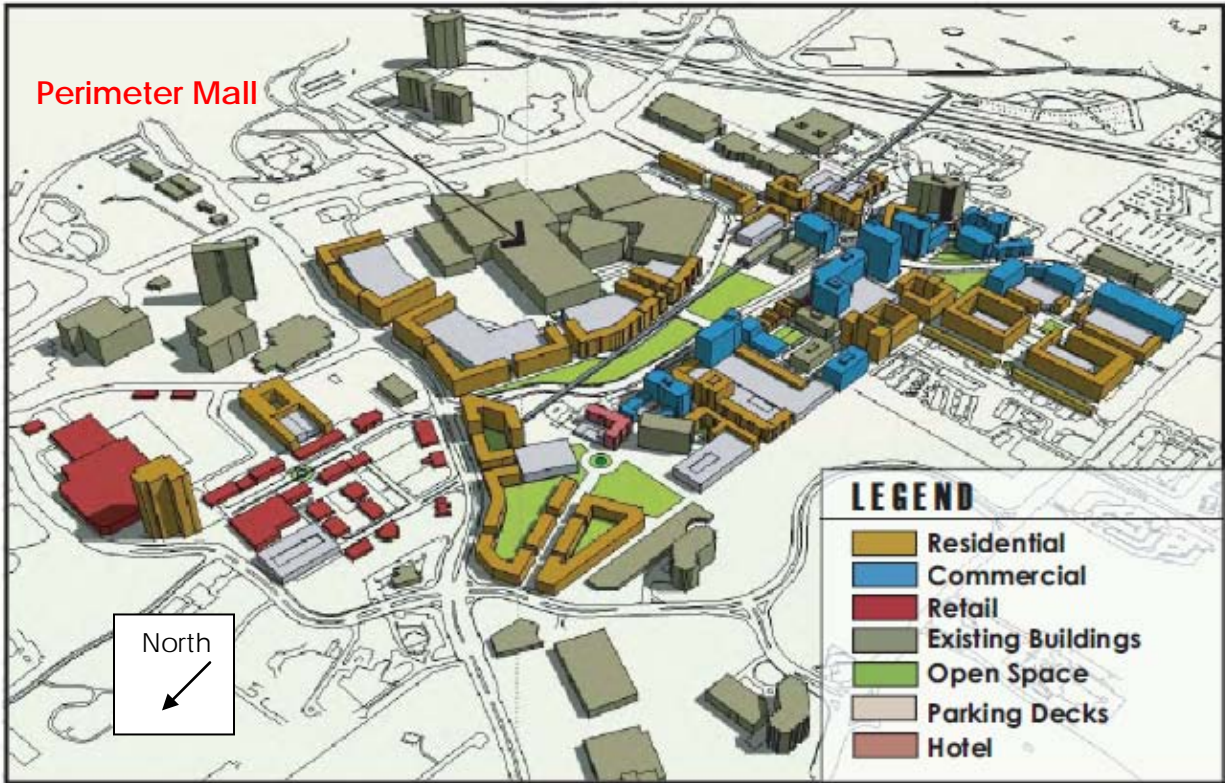 Perimeter Mall
North
LEGEND
Residential
Commercial
Retail
Existing Buildings
Open Space
Parking Decks
Hotel